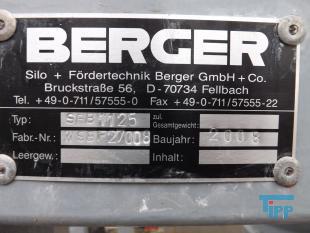 BERGER
Silo + Fördertechnik Berger GmbH + Co.
Bruckstraße 56, D-70734 Fellbach
Tel. +49-0-711/57555-0 Fax +49-0-711/57555-22
Typ: 1125 zul. Gesamtgewicht:
Fabr.-Nr.: Baujahr: 2008
Leergew.: Inhalt:
TIPP